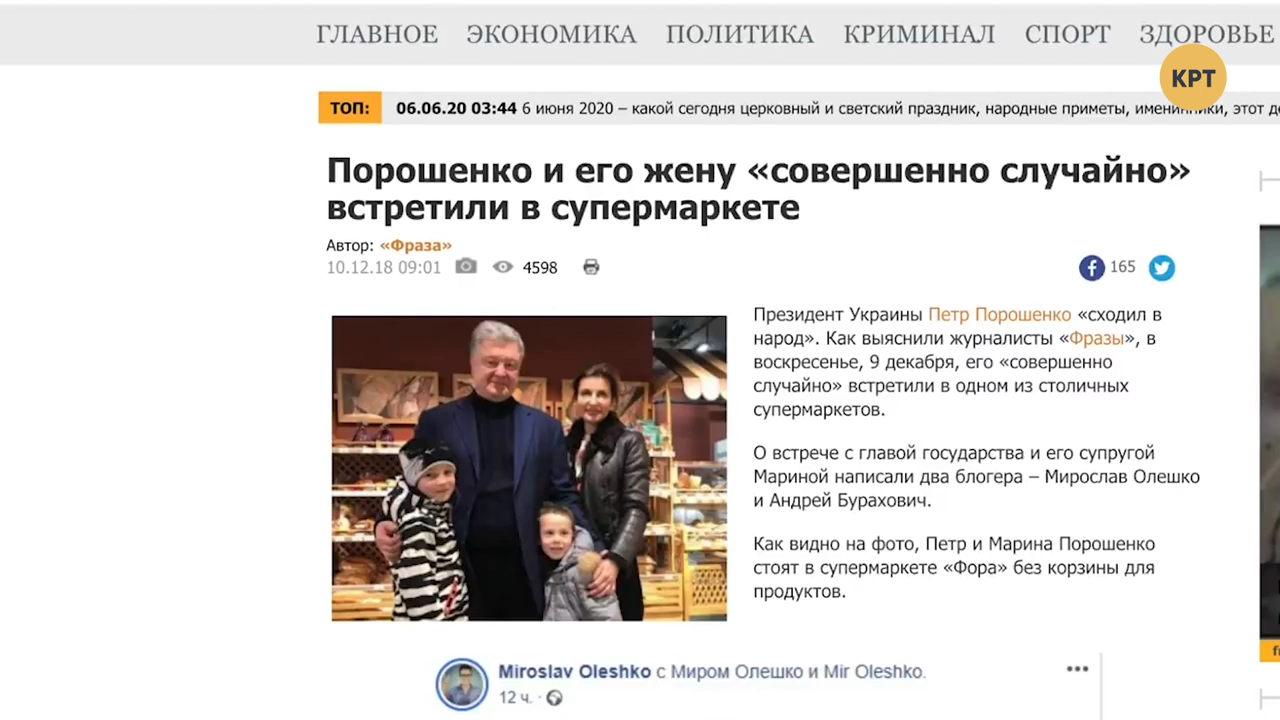 ГЛАВНОЕ ЭКОНОМИКА ПОЛИТИКА КРИМИНАЛ СПОРТ ЗДОРОВЬЕ
КРТ
ТОП: 06.06.20 03:44 6 июня 2020 – какой сегодня церковный и светский праздник, народные приметы, именинники, этот
Порошенко и его жену «совершенно случайно»
встретили в супермаркете
Автор: «Фраза»
10.12.18 09:01 4598
165
Президент Украины Петр Порошенко «сходил в
народ». Как выяснили журналисты «Фразы», в
воскресенье, 9 декабря, его «совершенно
случайно» встретили в одном из столичных
супермаркетов.
О встрече с главой государства и его супругой
Мариной написали два блогера – Мирослав Олешко
и Андрей Бурахович.
Как видно на фото, Петр и Марина Порошенко
стоят в супермаркете «Фора» без корзины для
продуктов.
Miroslav Oleshko с Миром Олешко и Mir Oleshko.
12 ч.